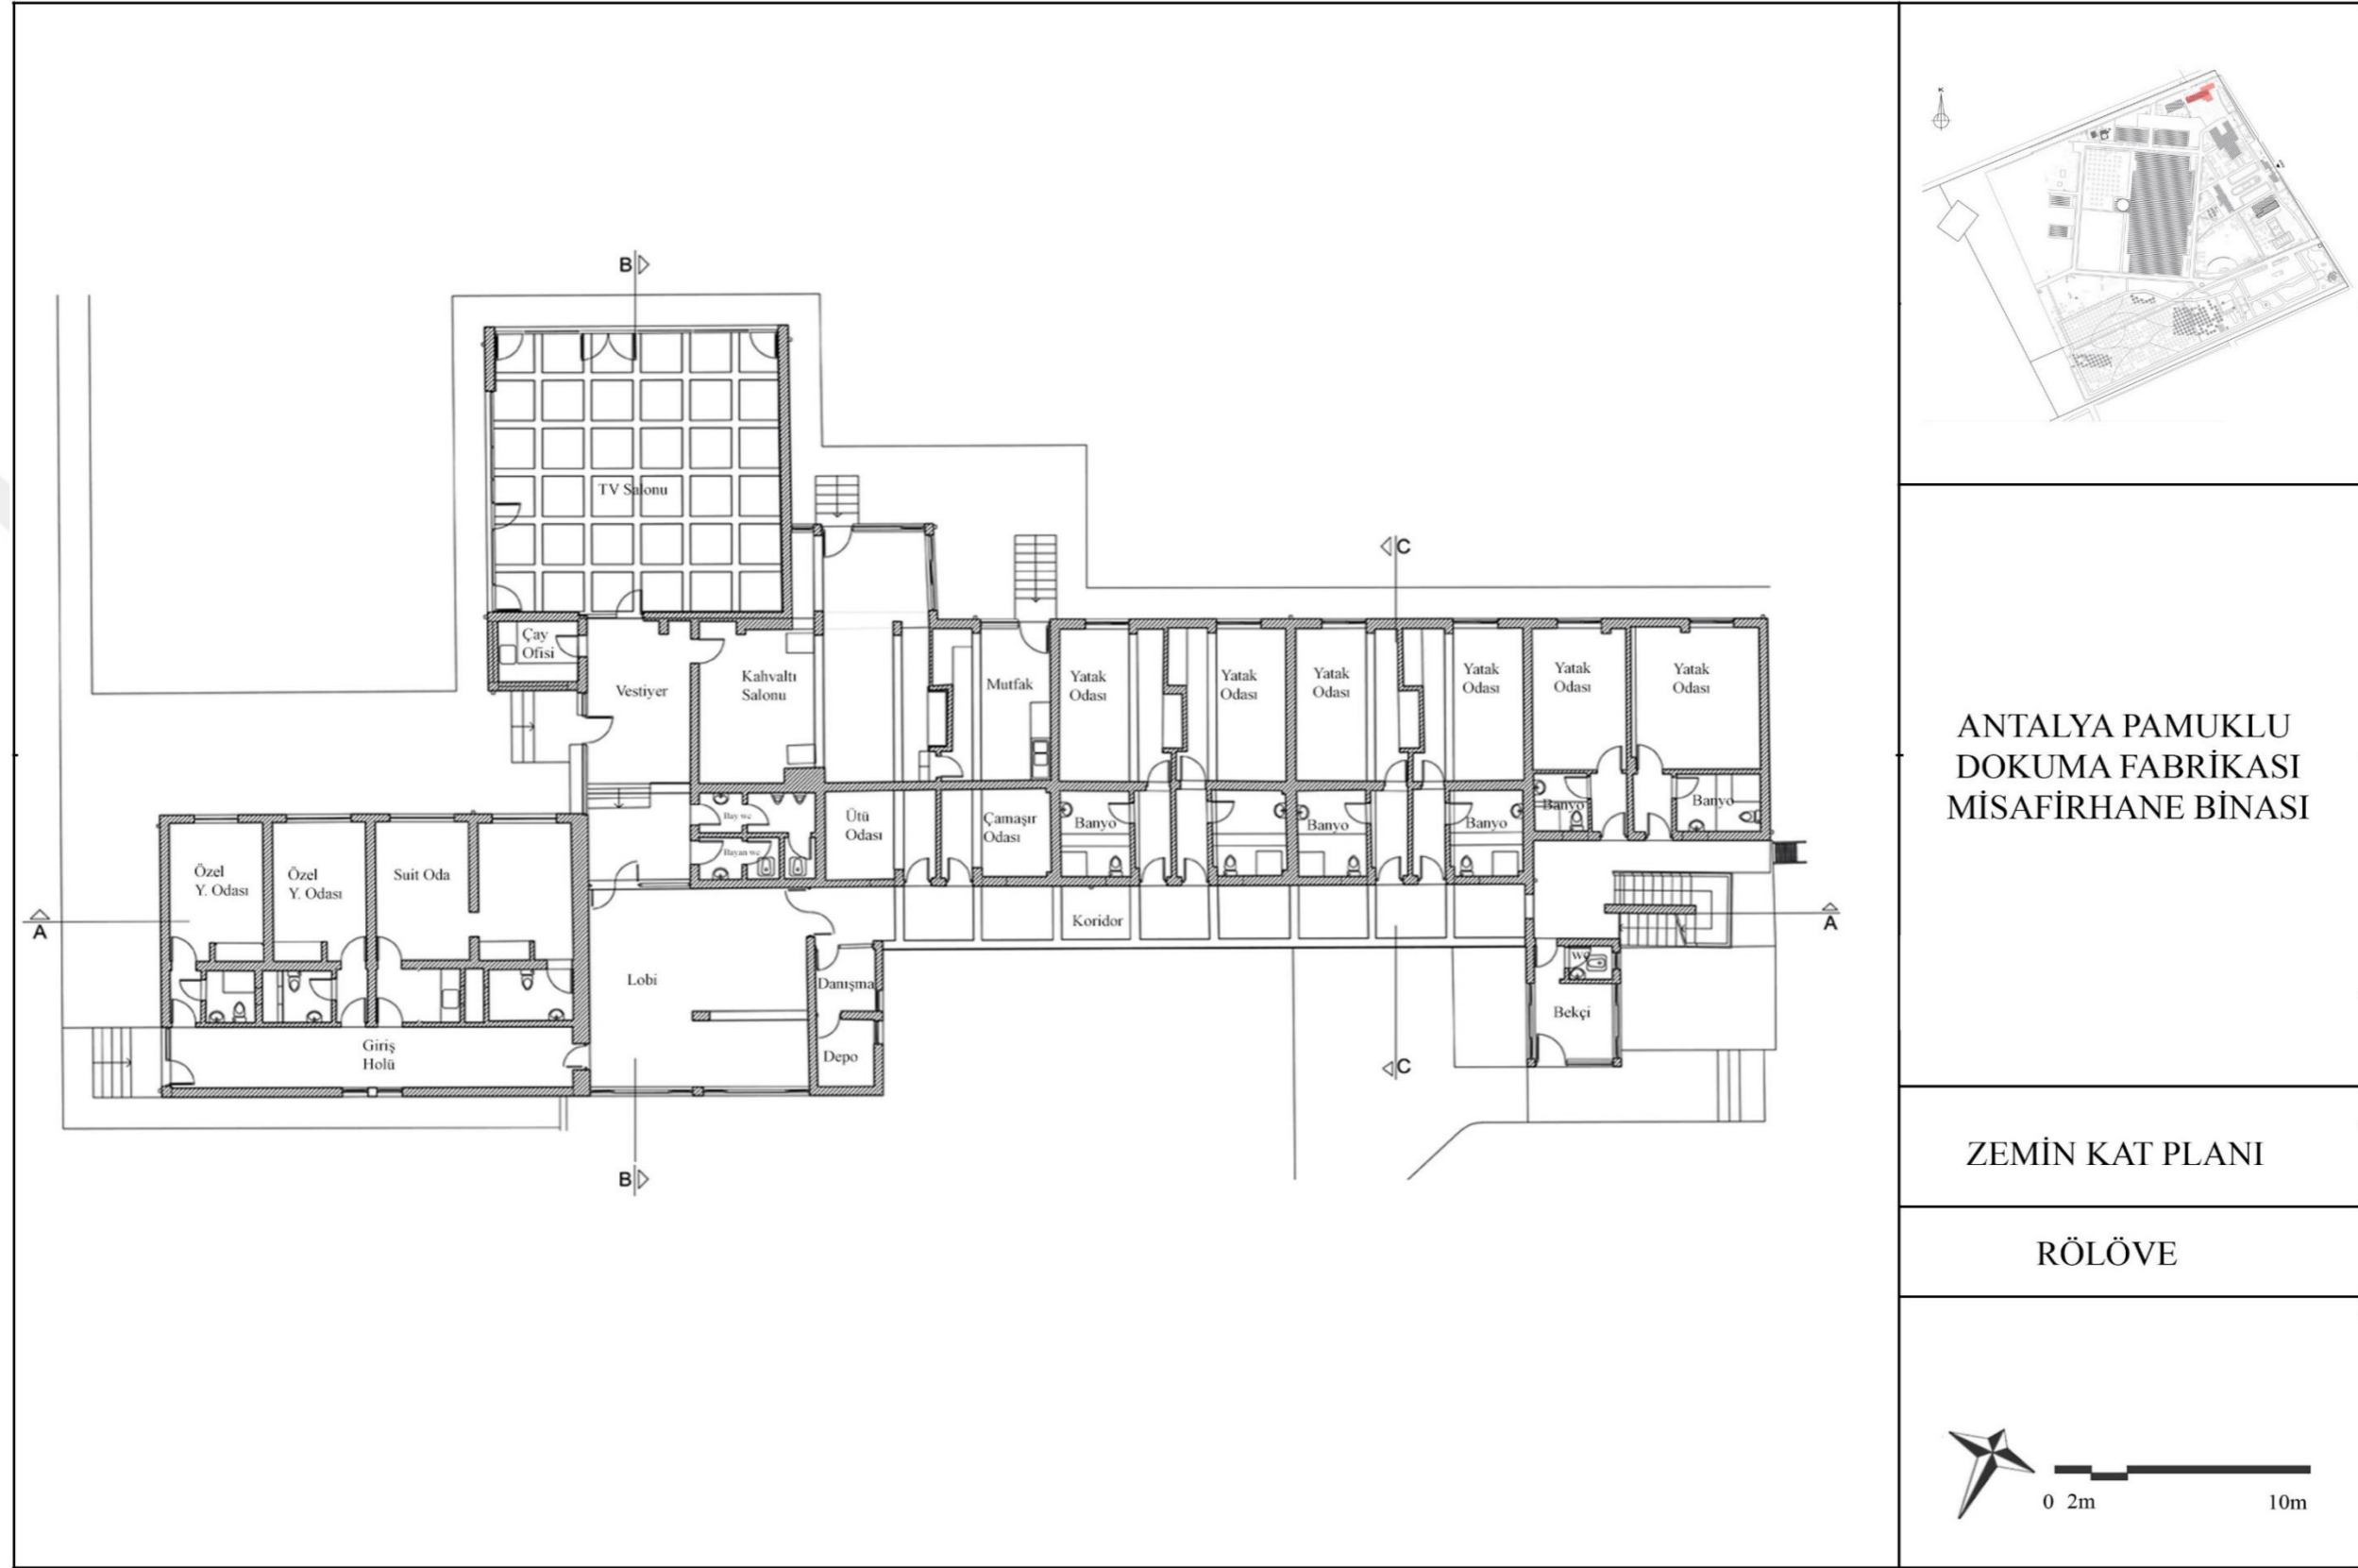 B
TV Salonu
C
Çay
Ofisi
Vestiyer
Kahvaltı
Salonu
Mutfak
Yatak
Odası
Yatak
Odası
Yatak
Odası
Yatak
Odası
Yatak
Odası
Yatak
Odası
Bay wc
Bayan wc
Ütü
Odası
Çamaşır
Odası
Banyo
Banyo
Banyo
Banyo
Banyo
Özel
Y. Odası
Özel
Y. Odası
Suit Oda
A
Koridor
A
Lobi
Danışma
Depo
wc
Bekçi
Giriş
Holü
C
B
K
ANTALYA PAMUKLU
DOKUMA FABRİKASI
MİSAFİRHANE BİNASI
ZEMİN KAT PLANI
RÖLÖVE
0 2m 10m